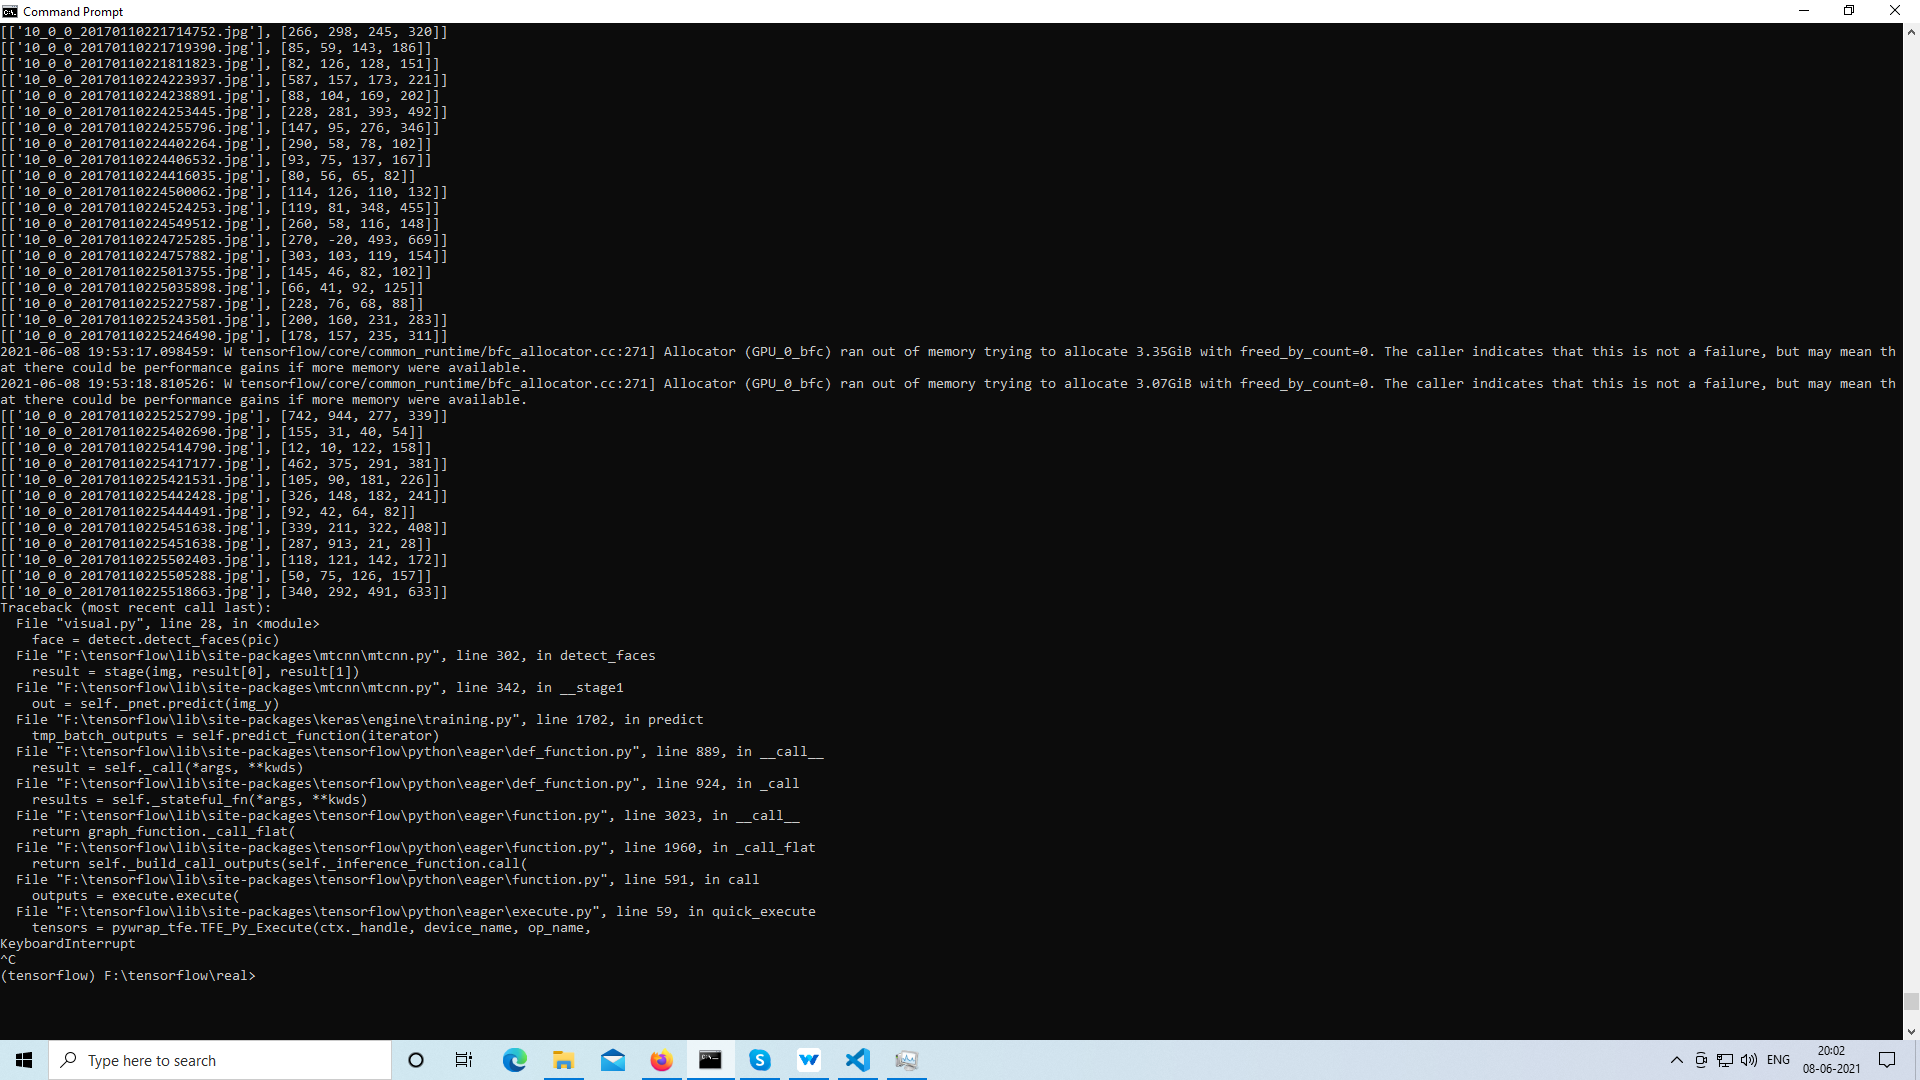 Command Prompt
[['10_0_0_20170110221714752.jpg'], [266, 298, 245, 320]]
[['10_0_0_20170110221719390.jpg'], [85, 59, 143, 186]]
[['10_0_0_20170110221811823.jpg'], [82, 126, 128, 151]]
[['10_0_0_20170110224223937.jpg'], [587, 157, 173, 221]]
[['10_0_0_20170110224238891.jpg'], [88, 104, 169, 202]]
[['10_0_0_20170110224253445.jpg'], [228, 281, 393, 492]]
[['10_0_0_20170110224255796.jpg'], [147, 95, 276, 346]]
[['10_0_0_20170110224402264.jpg'], [290, 58, 78, 102]]
[['10_0_0_20170110224406532.jpg'], [93, 75, 137, 167]]
[['10_0_0_20170110224416035.jpg'], [80, 56, 65, 82]]
[['10_0_0_20170110224500062.jpg'], [114, 126, 110, 132]]
[['10_0_0_20170110224524253.jpg'], [119, 81, 348, 455]]
[['10_0_0_20170110224549512.jpg'], [260, 58, 116, 148]]
[['10_0_0_20170110224725285.jpg'], [270, -20, 493, 669]]
[['10_0_0_20170110224757882.jpg'], [303, 103, 119, 154]]
[['10_0_0_20170110225013755.jpg'], [145, 46, 82, 102]]
[['10_0_0_20170110225035898.jpg'], [66, 41, 92, 125]]
[['10_0_0_20170110225227587.jpg'], [228, 76, 68, 88]]
[['10_0_0_20170110225243501.jpg'], [200, 160, 231, 283]]
[['10_0_0_20170110225246490.jpg'], [178, 157, 235, 311]]
2021-06-08 19:53:17.098459: W tensorflow/core/common_runtime/bfc_allocator.cc:271] Allocator (GPU_0_bfc) ran out of memory trying to allocate 3.35GiB with freed_by_count=0. The caller indicates that this is not a failure, but may mean th
at there could be performance gains if more memory were available.
2021-06-08 19:53:18.810526: W tensorflow/core/common_runtime/bfc_allocator.cc:271] Allocator (GPU_0_bfc) ran out of memory trying to allocate 3.07GiB with freed_by_count=0. The caller indicates that this is not a failure, but may mean th
at there could be performance gains if more memory were available.
[['10_0_0_20170110225252799.jpg'], [742, 944, 277, 339]]
[['10_0_0_20170110225402690.jpg'], [155, 31, 40, 54]]
[['10_0_0_20170110225414790.jpg'], [12, 10, 122, 158]]
[['10_0_0_20170110225417177.jpg'], [462, 375, 291, 381]]
[['10_0_0_20170110225421531.jpg'], [105, 90, 181, 226]]
[['10_0_0_20170110225442428.jpg'], [326, 148, 182, 241]]
[['10_0_0_20170110225444491.jpg'], [92, 42, 64, 82]]
[['10_0_0_20170110225451638.jpg'], [339, 211, 322, 408]]
[['10_0_0_20170110225451638.jpg'], [287, 913, 21, 28]]
[['10_0_0_20170110225502403.jpg'], [118, 121, 142, 172]]
[['10_0_0_20170110225505288.jpg'], [50, 75, 126, 157]]
[['10_0_0_20170110225518663.jpg'], [340, 292, 491, 633]]
Traceback (most recent call last):
  File "visual.py", line 28, in <module>
    face = detect.detect_faces(pic)
  File "F:\tensorflow\lib\site-packages\mtcnn\mtcnn.py", line 302, in detect_faces
    result = stage(img, result[0], result[1])
  File "F:\tensorflow\lib\site-packages\mtcnn\mtcnn.py", line 342, in __stage1
    out = self._pnet.predict(img_y)
  File "F:\tensorflow\lib\site-packages\keras\engine\training.py", line 1702, in predict
    tmp_batch_outputs = self.predict_function(iterator)
  File "F:\tensorflow\lib\site-packages\tensorflow\python\eager\def_function.py", line 889, in __call__
    result = self._call(*args, **kwds)
  File "F:\tensorflow\lib\site-packages\tensorflow\python\eager\def_function.py", line 924, in _call
    results = self._stateful_fn(*args, **kwds)
  File "F:\tensorflow\lib\site-packages\tensorflow\python\eager\function.py", line 3023, in __call__
    return graph_function._call_flat(
  File "F:\tensorflow\lib\site-packages\tensorflow\python\eager\function.py", line 1960, in _call_flat
    return self._build_call_outputs(self._inference_function.call(
  File "F:\tensorflow\lib\site-packages\tensorflow\python\eager\function.py", line 591, in call
    outputs = execute.execute(
  File "F:\tensorflow\lib\site-packages\tensorflow\python\eager\execute.py", line 59, in quick_execute
    tensors = pywrap_tfe.TFE_Py_Execute(ctx._handle, device_name, op_name,
KeyboardInterrupt
^C
(tensorflow) F:\tensorflow\real>
Type here to search
ENG
20:02
08-06-2021